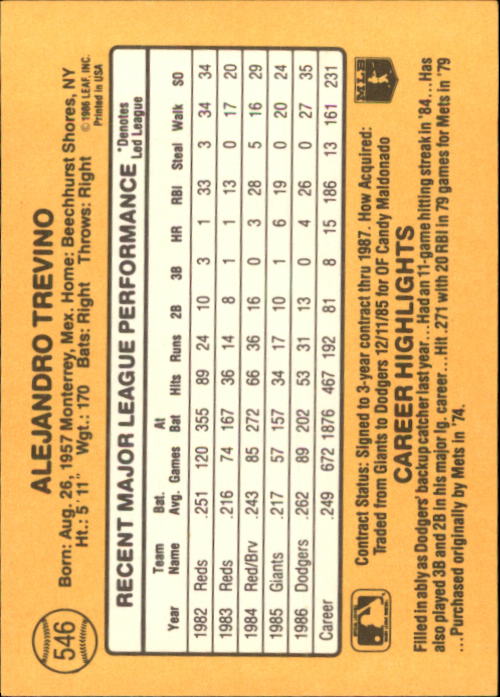 546
ALEJANDRO TREVINO
Born: Aug. 26, 1957 Monterrey, Mex. Home: Beechhurst Shores, NY
Ht.: 5' 11" Wgt.: 170 Bats: Right Throws: Right
© 1986 LEAF, INC.
Printed in USA
RECENT MAJOR LEAGUE PERFORMANCE
*Denotes
Led League
Year Team Name Bat. Avg. Games At Bat Hits Runs 2B 3B HR RBI Steal Walk SO
1982 Reds .251 120 355 89 24 10 3 1 33 3 34 34
1983 Reds .216 74 167 36 14 8 1 1 13 0 17 20
1984 Red/Brv .243 85 272 66 36 16 0 3 28 5 16 29
1985 Giants .217 57 157 34 17 10 1 6 19 0 20 24
1986 Dodgers .262 89 202 53 31 13 0 4 26 0 27 35
Career .249 672 1876 467 192 81 8 15 186 13 161 231
Contract Status: Signed to 3-year contract thru 1987. How Acquired:
Traded from Giants to Dodgers 12/11/85 for OF Candy Maldonado
MLB
CAREER HIGHLIGHTS
Filled in ably as Dodgers' backup catcher last year...Had an 11-game hitting streak in '84...Has
also played 3B and 2B in his major lg. career...Hit .271 with 20 RBI in 79 games for Mets in '79
...Purchased originally by Mets in '74.